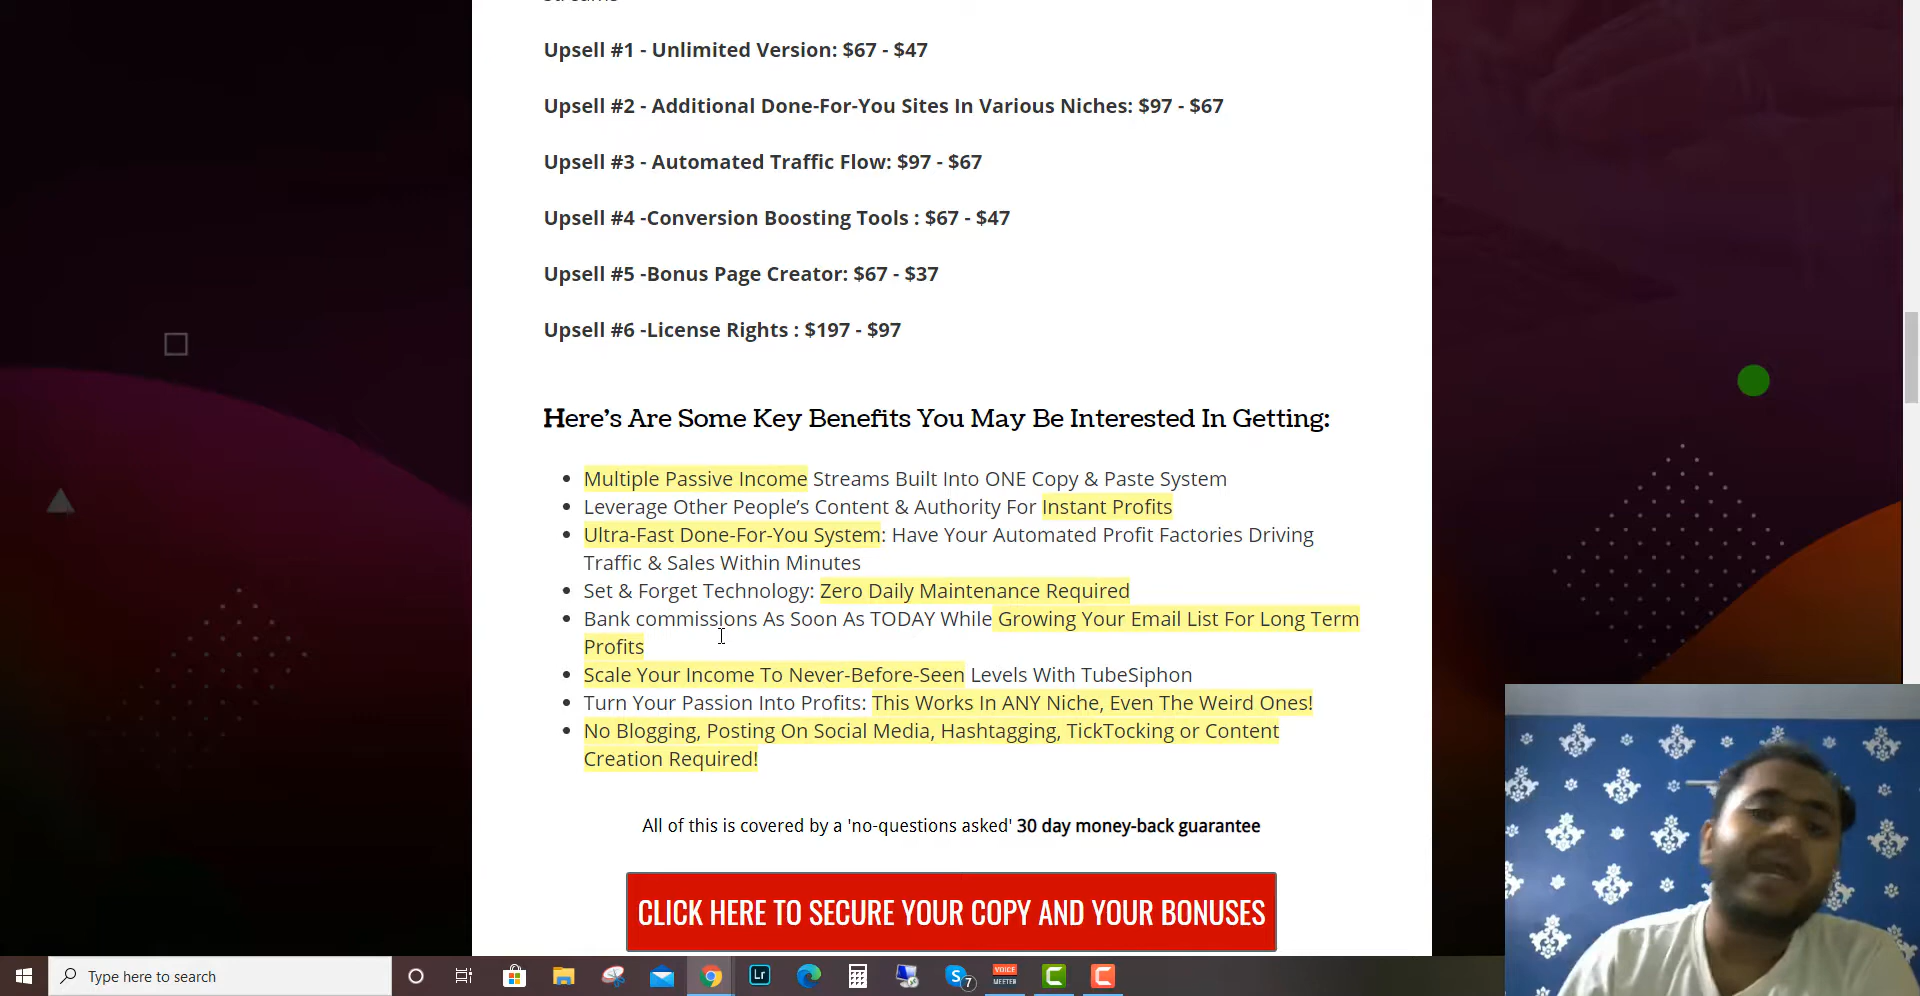 Upsell #1 - Unlimited Version: $67 - $47
Upsell #2 - Additional Done-For-You Sites In Various Niches: $97 - $67
Upsell #3 - Automated Traffic Flow: $97 - $67
Upsell #4 -Conversion Boosting Tools : $67 - $47
Upsell #5 -Bonus Page Creator: $67 - $37
Upsell #6 -License Rights : $197 - $97
Here's Are Some Key Benefits You May Be Interested In Getting:
Multiple Passive Income Streams Built Into ONE Copy & Paste System
Leverage Other People's Content & Authority For Instant Profits
Ultra-Fast Done-For-You System: Have Your Automated Profit Factories Driving
Traffic & Sales Within Minutes
Set & Forget Technology: Zero Daily Maintenance Required
Bank commissions As Soon As TODAY While Growing Your Email List For Long Term
Profits
Scale Your Income To Never-Before-Seen Levels With TubeSiphon
Turn Your Passion Into Profits: This Works In ANY Niche, Even The Weird Ones!
No Blogging, Posting On Social Media, Hashtagging, TickTocking or Content
Creation Required!
All of this is covered by a 'no-questions asked' 30 day money-back guarantee
CLICK HERE TO SECURE YOUR COPY AND YOUR BONUSES
Type here to search
Lr
S
7
VOICE
MEETER
C
C